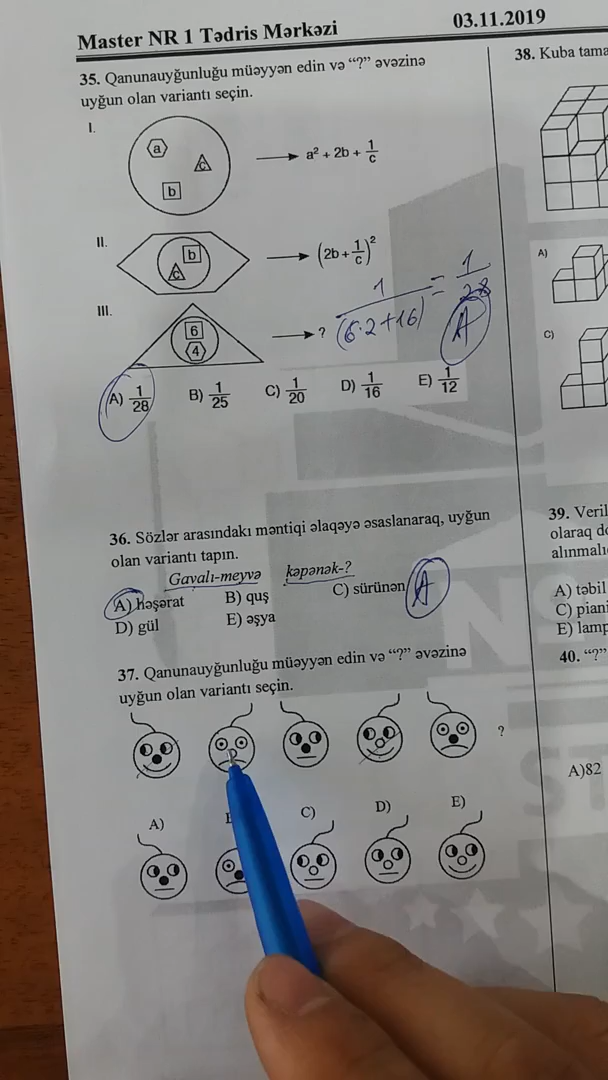 Master NR 1 Tədris Mərkəzi
03.11.2019
35. Qanunauyğunluğu müəyyən edin və “?” əvəzinə
uyğun olan variantı seçin.
I.
a
c
b
a² + 2b + 1/c
II.
b
c
(2b + 1/c)²
III.
6
4
?
1/(6·2+16) = 1/28
A
A) 1/28 B) 1/25 C) 1/20 D) 1/16 E) 1/12
36. Sözlər arasındakı məntiqi əlaqəyə əsaslanaraq, uyğun
olan variantı tapın.
Gavalı-meyvə kəpənək-?
A) həşərat B) quş C) sürünən
A
D) gül E) əşya
37. Qanunauyğunluğu müəyyən edin və “?” əvəzinə
uyğun olan variantı seçin.
?
A) C) D) E)
38. Kuba tama
A)
C)
39. Veril
olaraq
alınmalı
A) təbil
C) pian
E) lamp
40. “?”
A)82